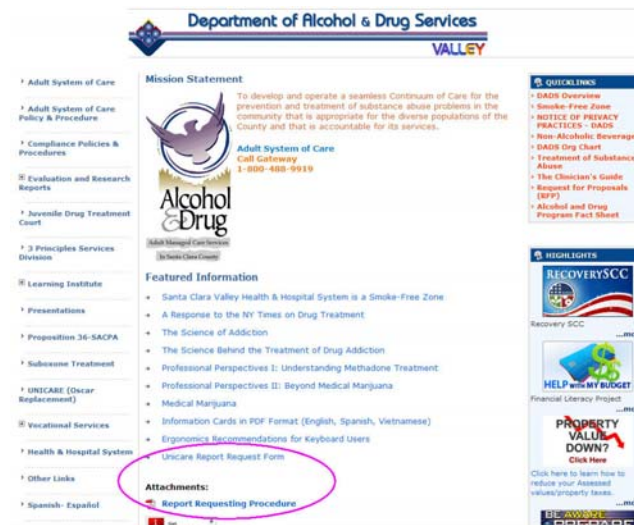 Department of Alcohol & Drug Services
VALLEY
Adult System of Care
Adult System of Care
Policy & Procedure
Compliance Policies &
Procedures
Evaluation and Research
Reports
Juvenile Drug Treatment
Court
3 Principles Services
Division
Learning Institute
Presentations
Proposition 36-SACPA
Suboxone Treatment
UNICARE (Oscar
Replacement)
Vocational Services
Health & Hospital System
Other Links
Spanish- Español
Mission Statement
To develop and operate a seamless Continuum of Care for the
prevention and treatment of substance abuse problems in the
community that is appropriate for the diverse populations of the
County and that is accountable for its services.
Adult System of Care
Call Gateway
1-800-488-9919
Alcohol
& Drug
Adult Managed Care Services
In Santa Clara County
Featured Information
Santa Clara Valley Health & Hospital System is a Smoke-Free Zone
A Response to the NY Times on Drug Treatment
The Science of Addiction
The Science Behind the Treatment of Drug Addiction
Professional Perspectives I: Understanding Methadone Treatment
Professional Perspectives II: Beyond Medical Marijuana
Medical Marijuana
Information Cards in PDF Format (English, Spanish, Vietnamese)
Ergonomics Recommendations for Keyboard Users
Unicare Report Request Form
Attachments:
Report Requesting Procedure
QUICKLINKS
DADS Overview
Smoke-Free Zone
NOTICE OF PRIVACY
PRACTICES - DADS
Non-Alcoholic Beverage
DADS Org Chart
Treatment of Substance
Abuse
The Clinician's Guide
Request for Proposals
(RFP)
Alcohol and Drug
Program Fact Sheet
HIGHLIGHTS
RECOVERYSCC
Recovery SCC
...mo
HELP WITH MY BUDGET
Financial Literacy Project
...mo
PROPERTY
VALUE
DOWN?
Click Here
Click here to learn how to
reduce your Assessed
values/property taxes.
...mo
BE AWARE